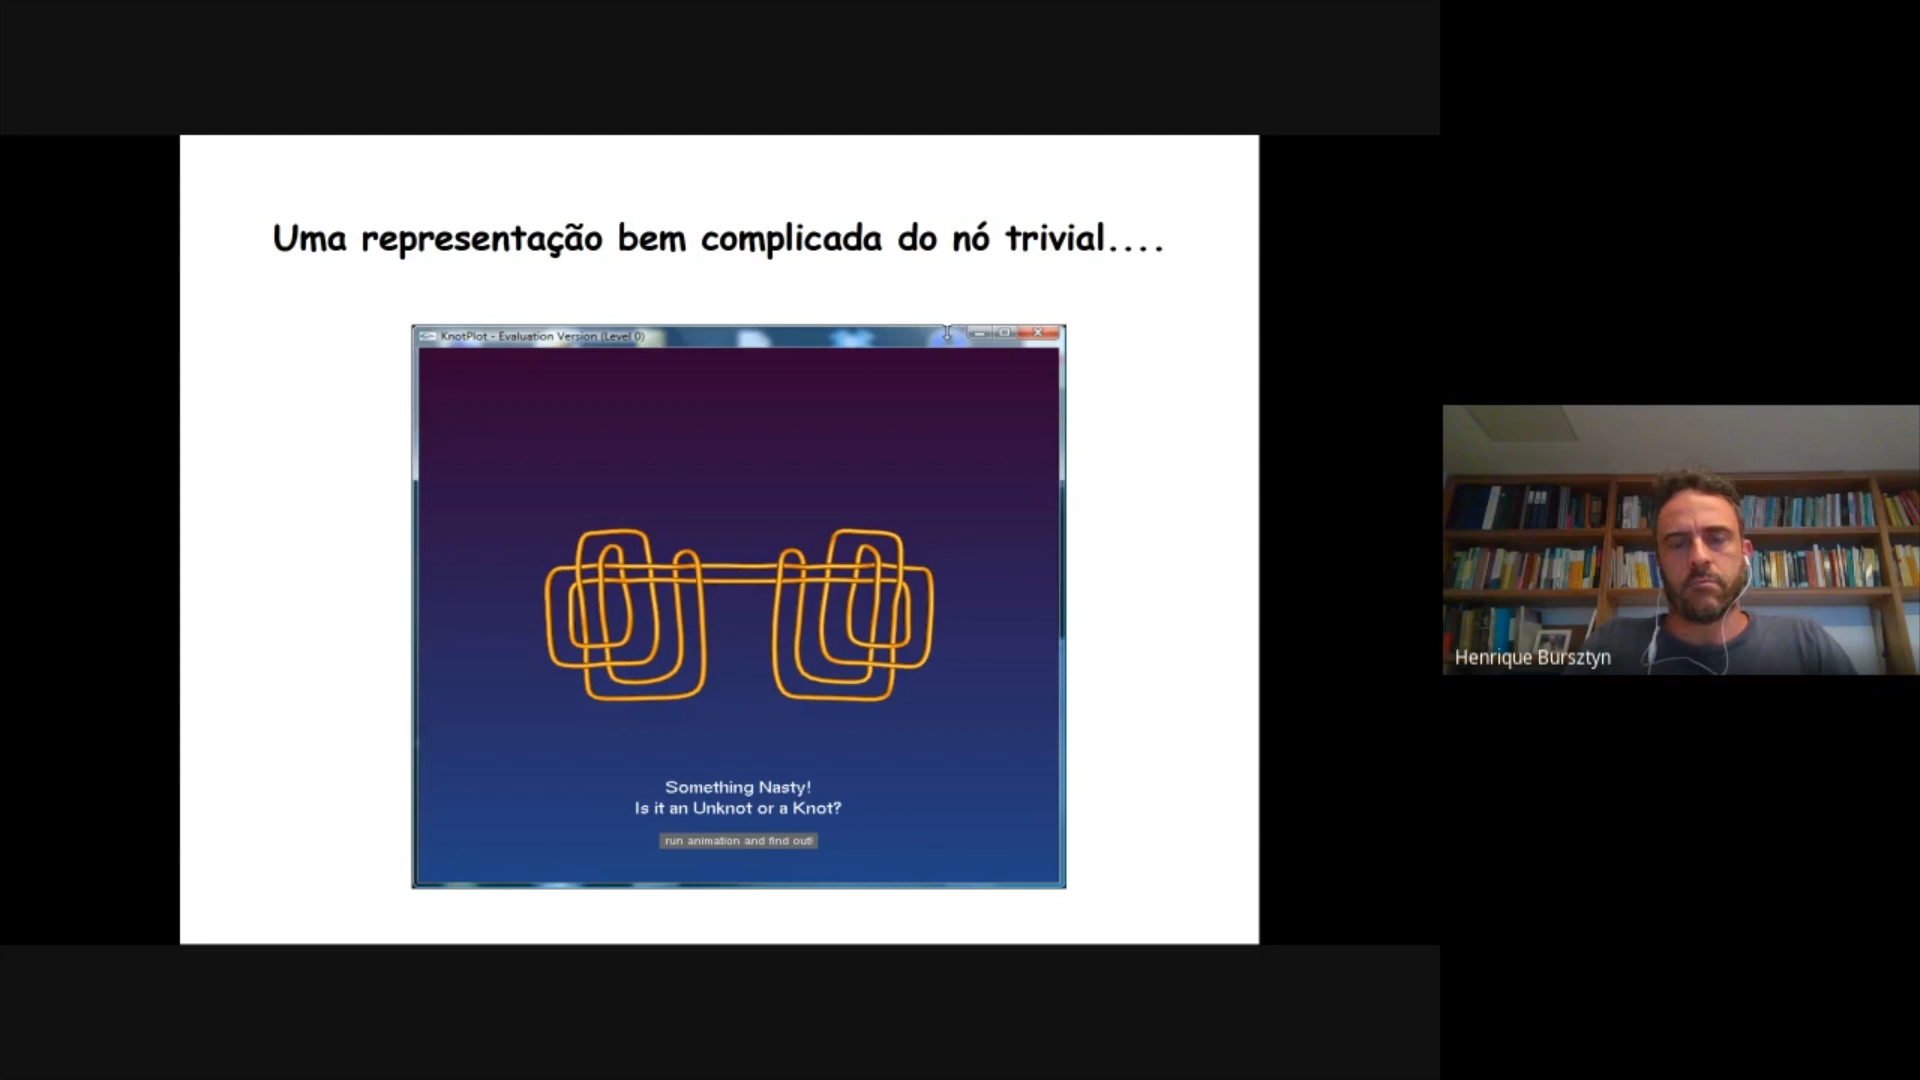 Uma representação bem complicada do nó trivial....
KnotPlot - Evaluation Version (Level 0)
Something Nasty!
Is it an Unknot or a Knot?
run animation and find out!
Henrique Bursztyn